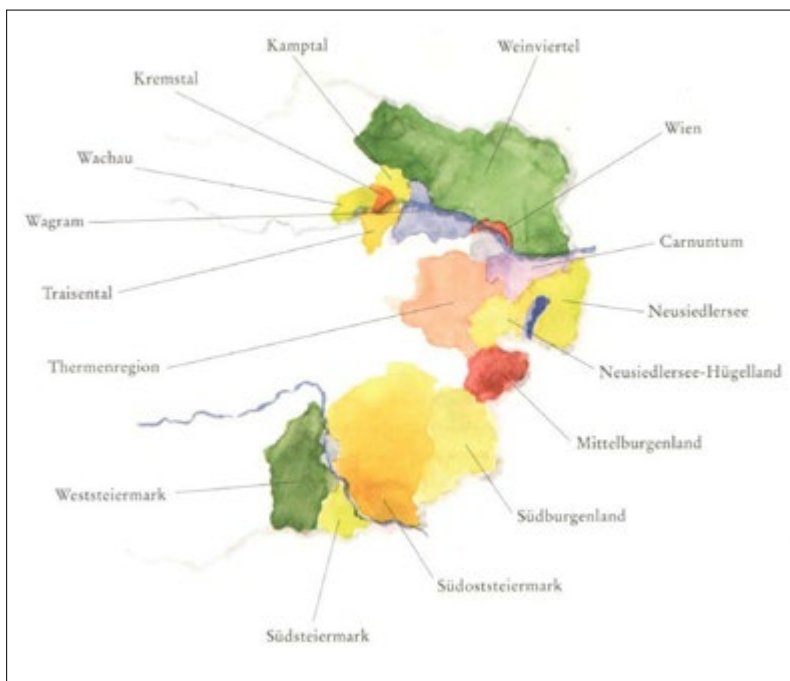 Kamptal
Weinviertel
Kremstal
Wien
Wachau
Wagram
Carnuntum
Traisental
Neusiedlersee
Thermenregion
Neusiedlersee-Hügelland
Mittelburgenland
Weststeiermark
Südburgenland
Südoststeiermark
Südsteiermark